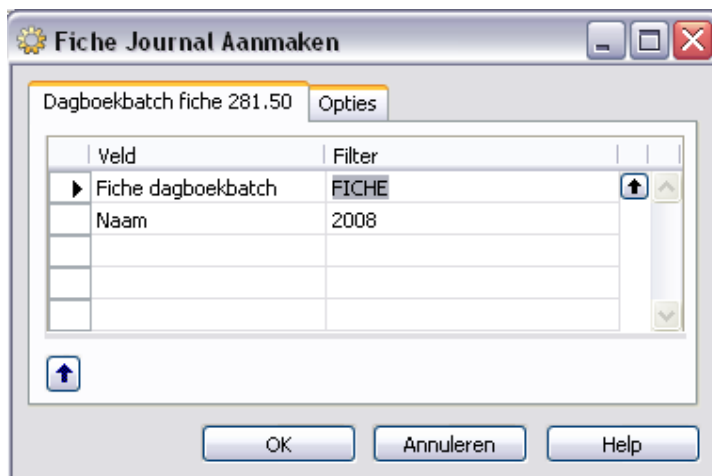 Fiche Journal Aanmaken
Dagboekbatch fiche 281.50 Opties
Veld Filter
Fiche dagboekbatch FICHE
Naam 2008
OK Annuleren Help